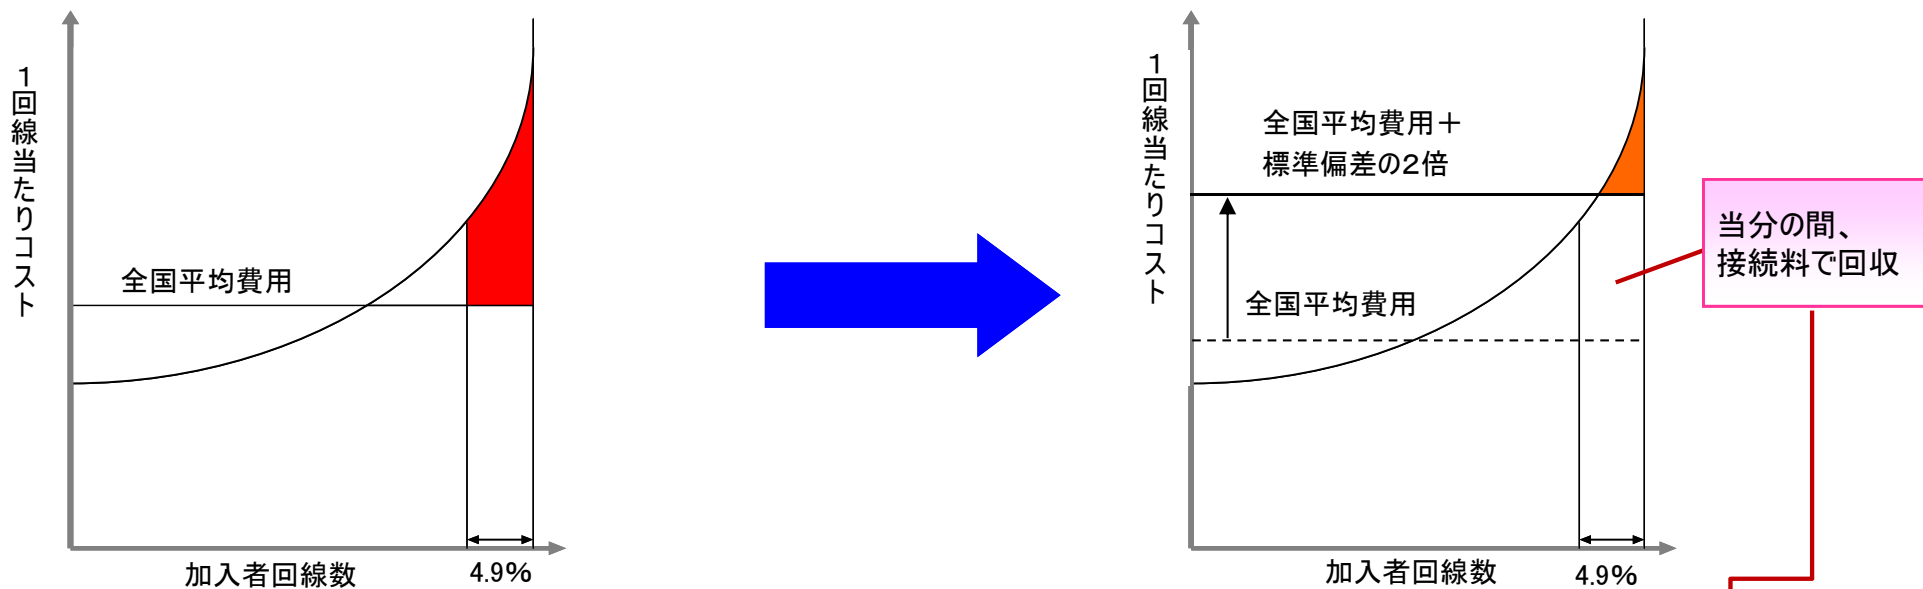 1回線当たりコスト
全国平均費用
加入者回線数
4.9%
1回線当たりコスト
全国平均費用＋
標準偏差の2倍
全国平均費用
加入者回線数
4.9%
当分の間、
接続料で回収